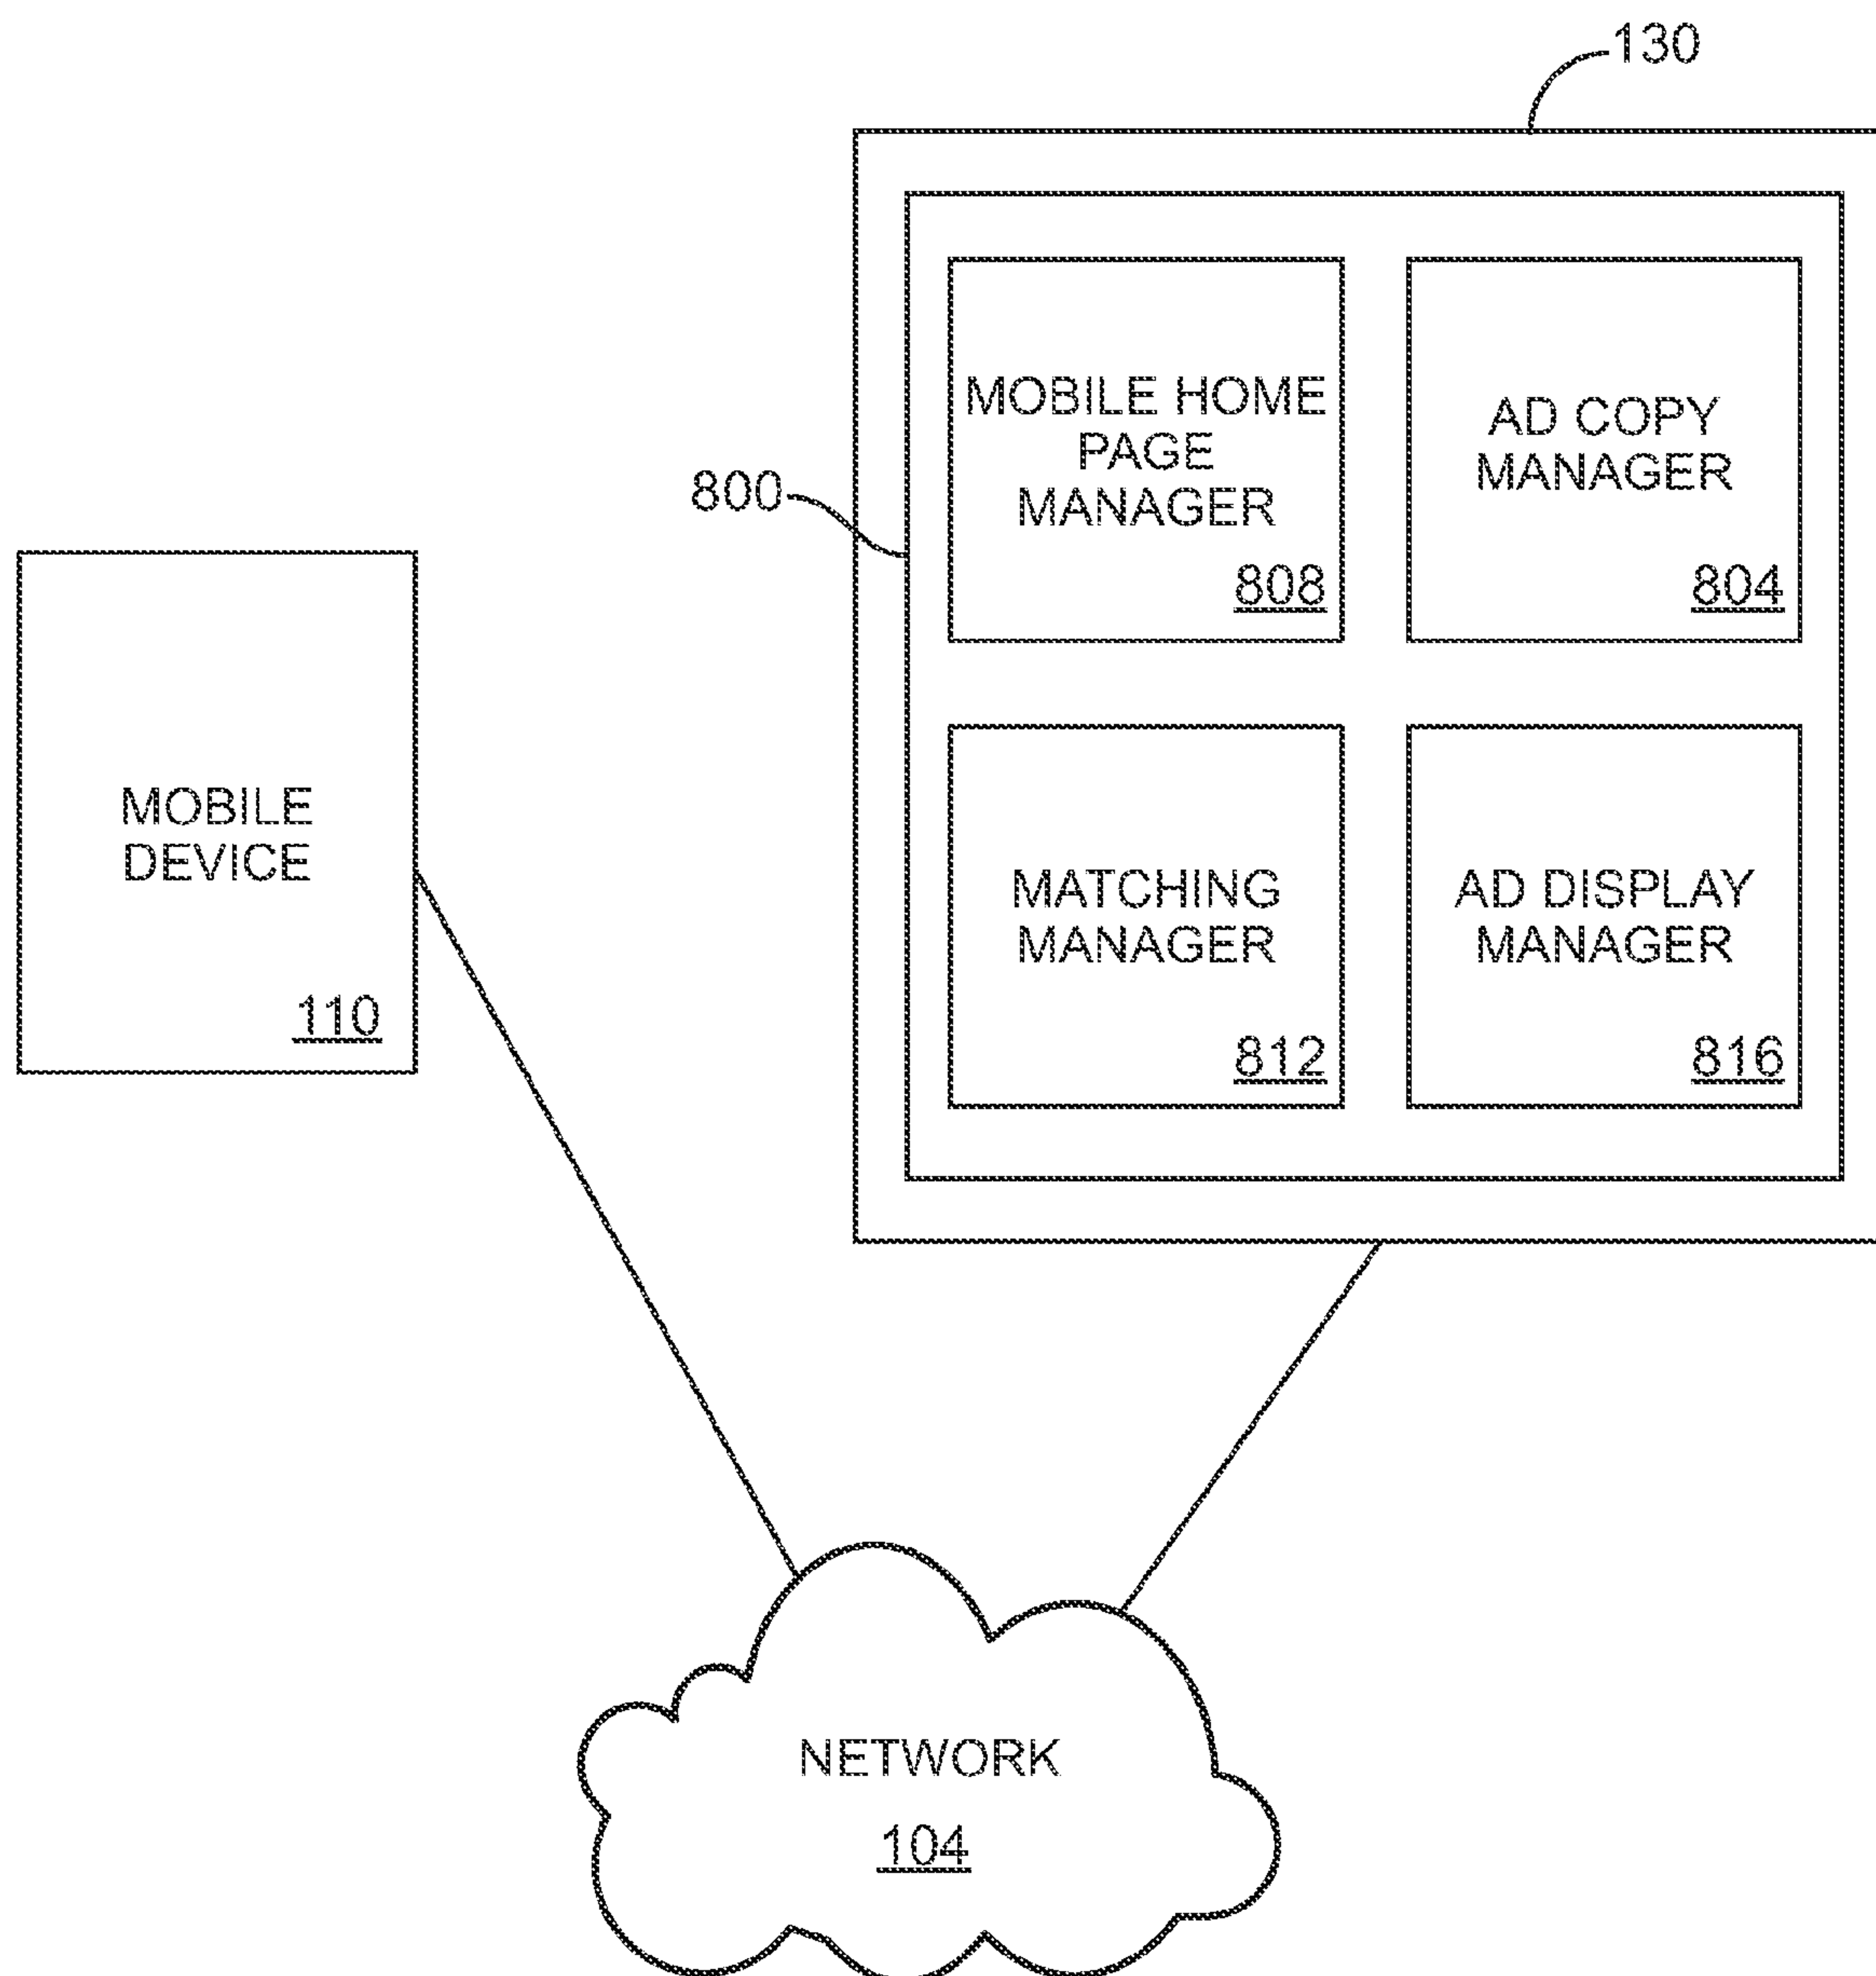 130
800
MOBILE HOME
PAGE
MANAGER
808
AD COPY
MANAGER
804
MOBILE
DEVICE
110
MATCHING
MANAGER
812
AD DISPLAY
MANAGER
816
NETWORK
104